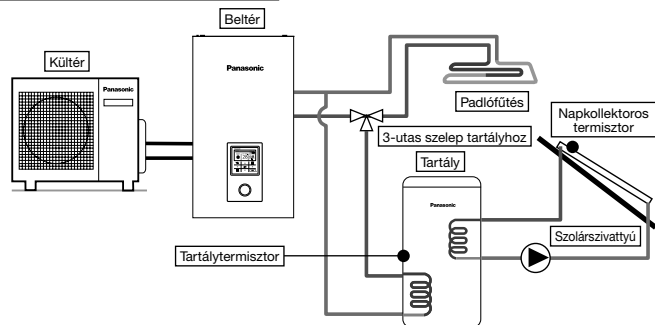 Beltér
Kültér
Panasonic
Panasonic
Padlófűtés
Napkollektoros
termisztor
3-utas szelep tartályhoz
Tartály
Panasonic
Szolárszivattyú
Tartálytermisztor